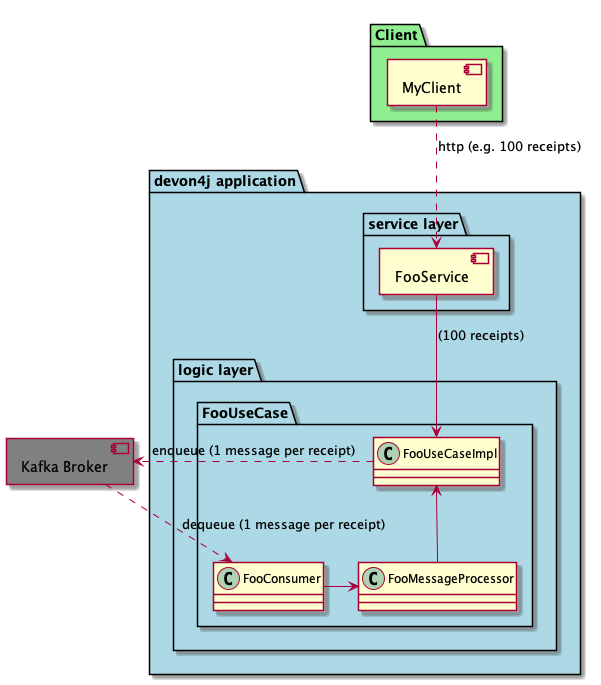 Client
MyClient
http (e.g. 100 receipts)
devon4j application
service layer
FooService
(100 receipts)
logic layer
FooUseCase
C FooUseCaseImpl
enqueue (1 message per receipt)
Kafka Broker
dequeue (1 message per receipt)
C FooConsumer
C FooMessageProcessor